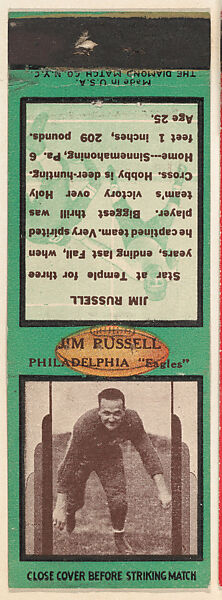 Made in U.S.A.
THE DIAMOND MATCH CO. N.Y.C.
JIM RUSSELL
Star at Temple for three
years, ending last Fall, when
he captained team. Very spirited
player. Biggest thrill was
team's victory over Holy
Cross. Hobby is deer-hunting.
Home—Sinnemahoning, Pa. 6
feet 1 inches, 209 pounds.
Age 25.
JIM RUSSELL
PHILADELPHIA "Eagles"
CLOSE COVER BEFORE STRIKING MATCH